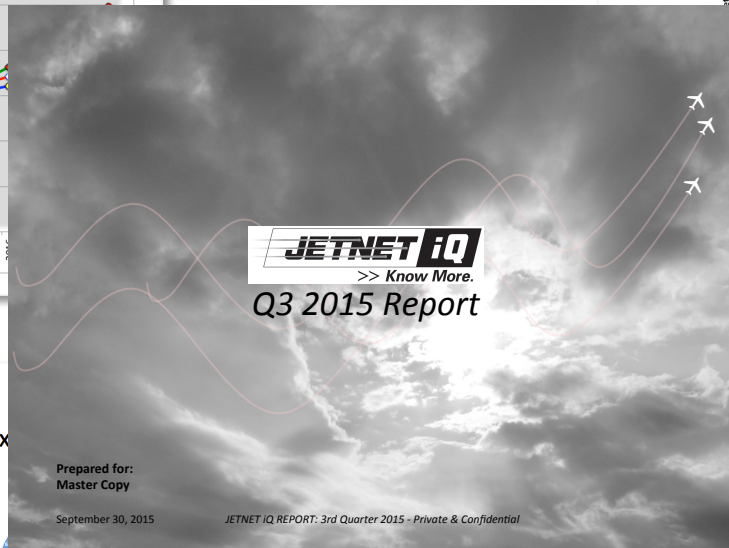 JETNET iQ
>> Know More.
Q3 2015 Report
Prepared for:
Master Copy
September 30, 2015
JETNET iQ REPORT: 3rd Quarter 2015 - Private & Confidential